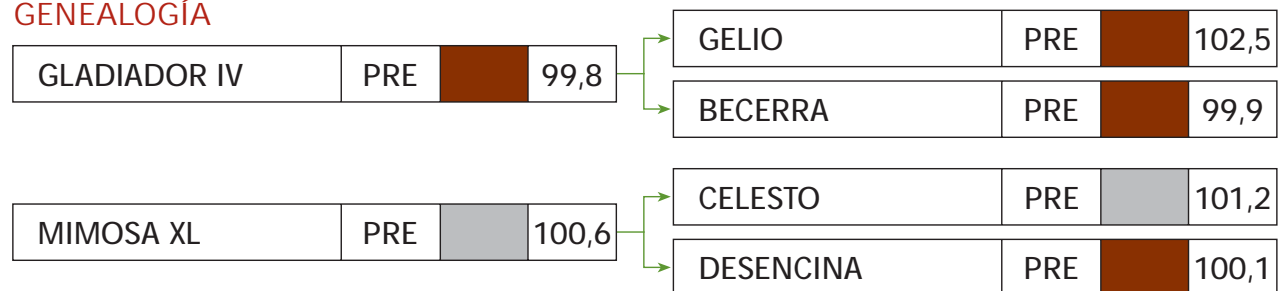 GENEALOGÍA
GLADIADOR IV PRE 99,8
GELIO PRE 102,5
BECERRA PRE 99,9
MIMOSA XL PRE 100,6
CELESTO PRE 101,2
DESENCINA PRE 100,1